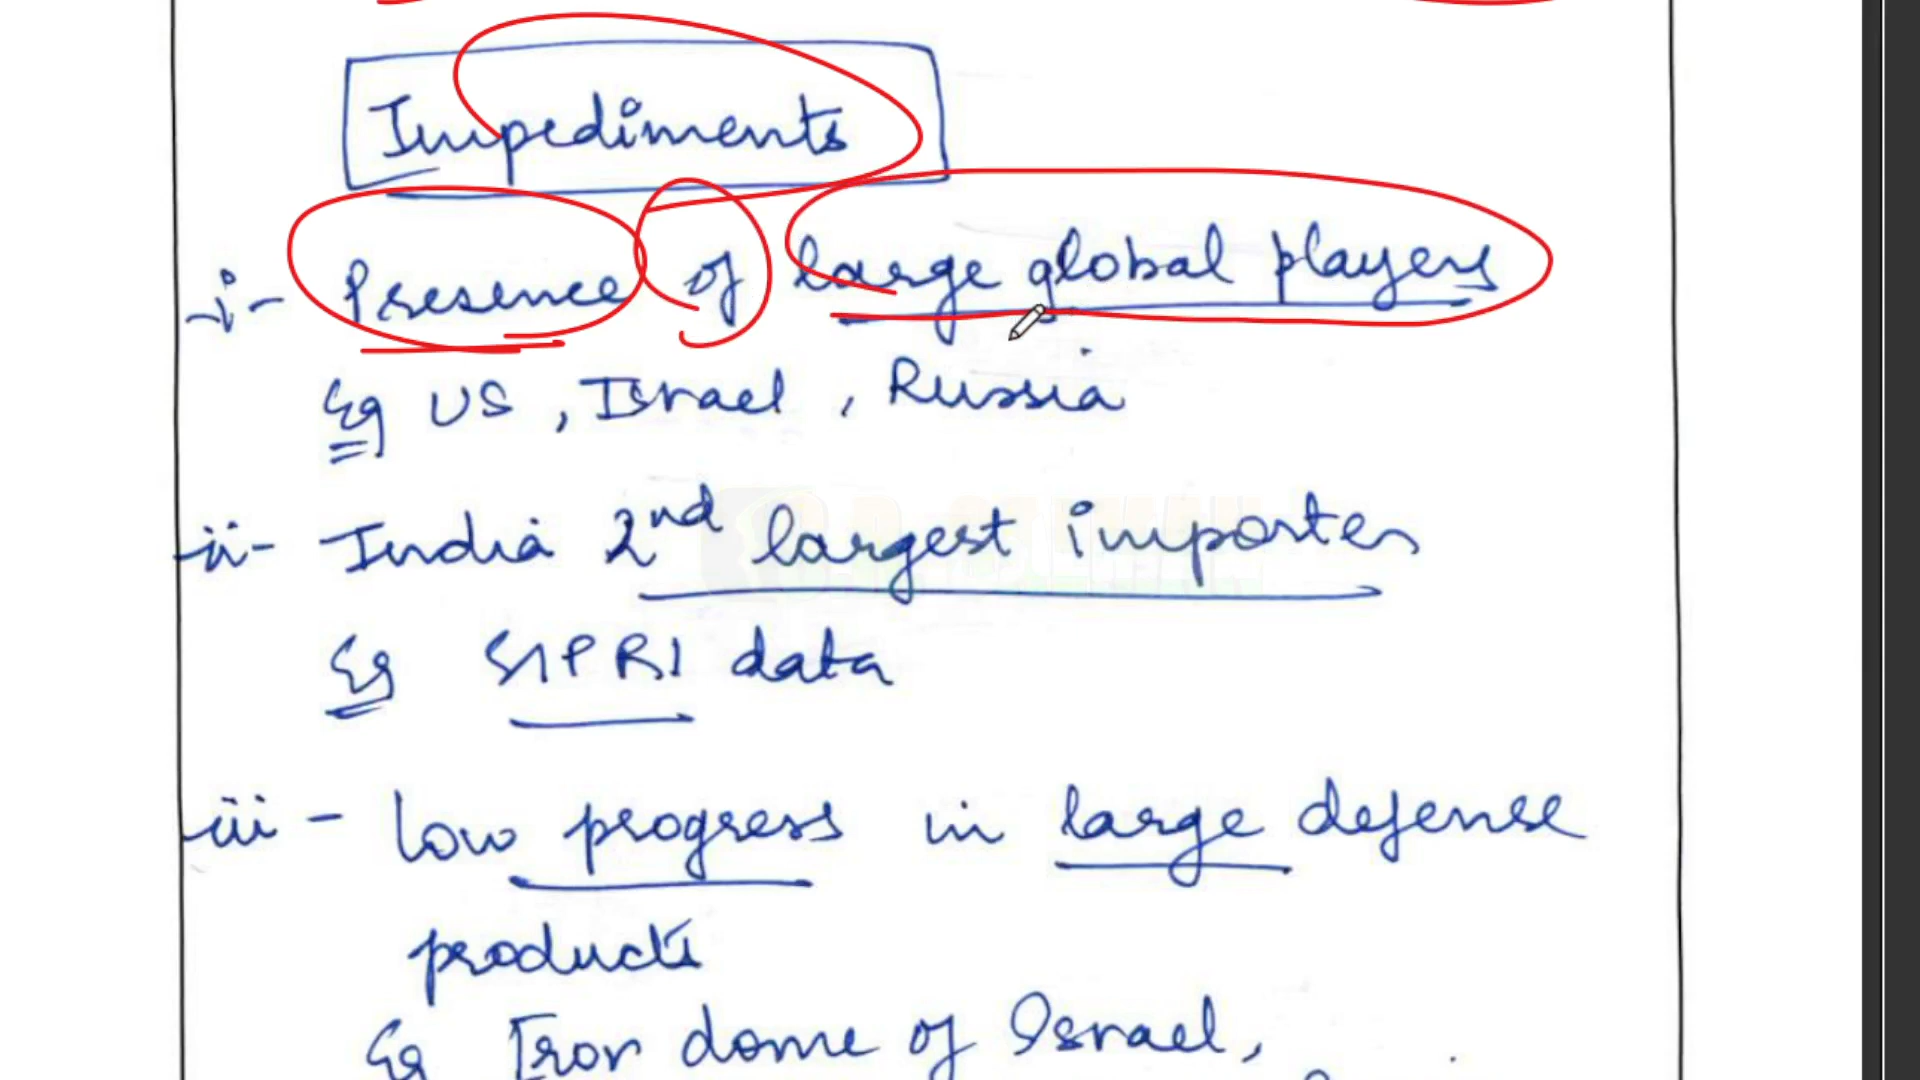 Impediments
i- Presence of large global players
Eg US, Israel, Russia
ii- India 2nd largest importer
Eg SIPRI data
iii - Low progress in large defense
products
Eg Iron dome of Israel,